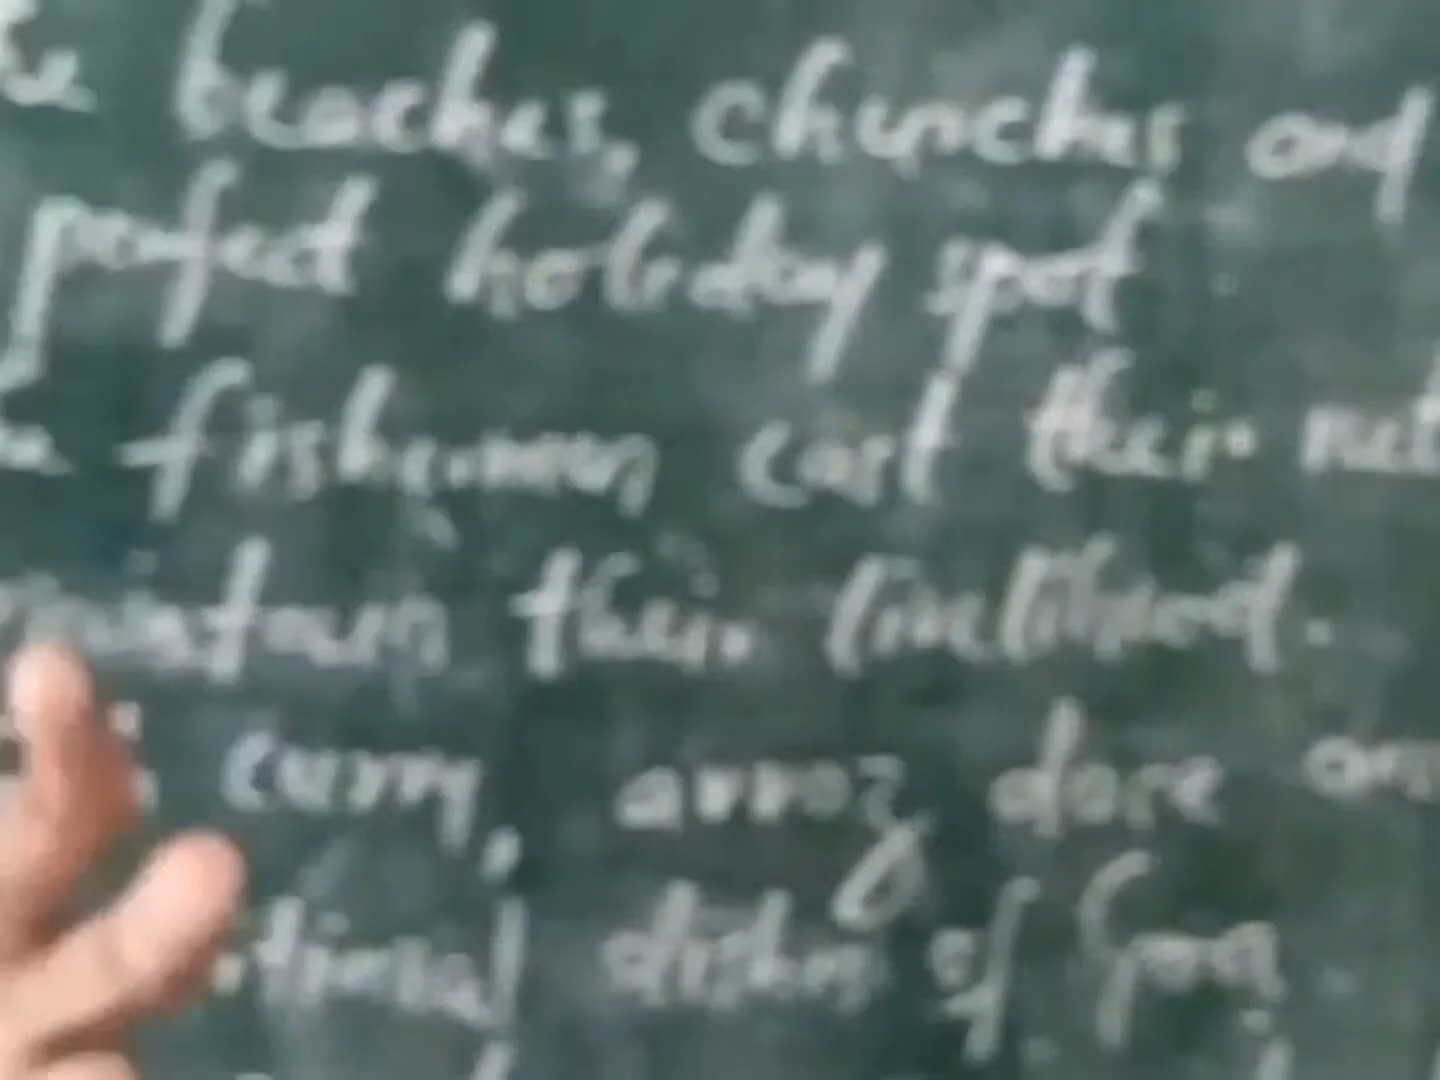 the beaches, churches and
perfect holiday spot
fishermen cast their net
maintain their livelihood.
curry, arroz doce
dishes of Goa